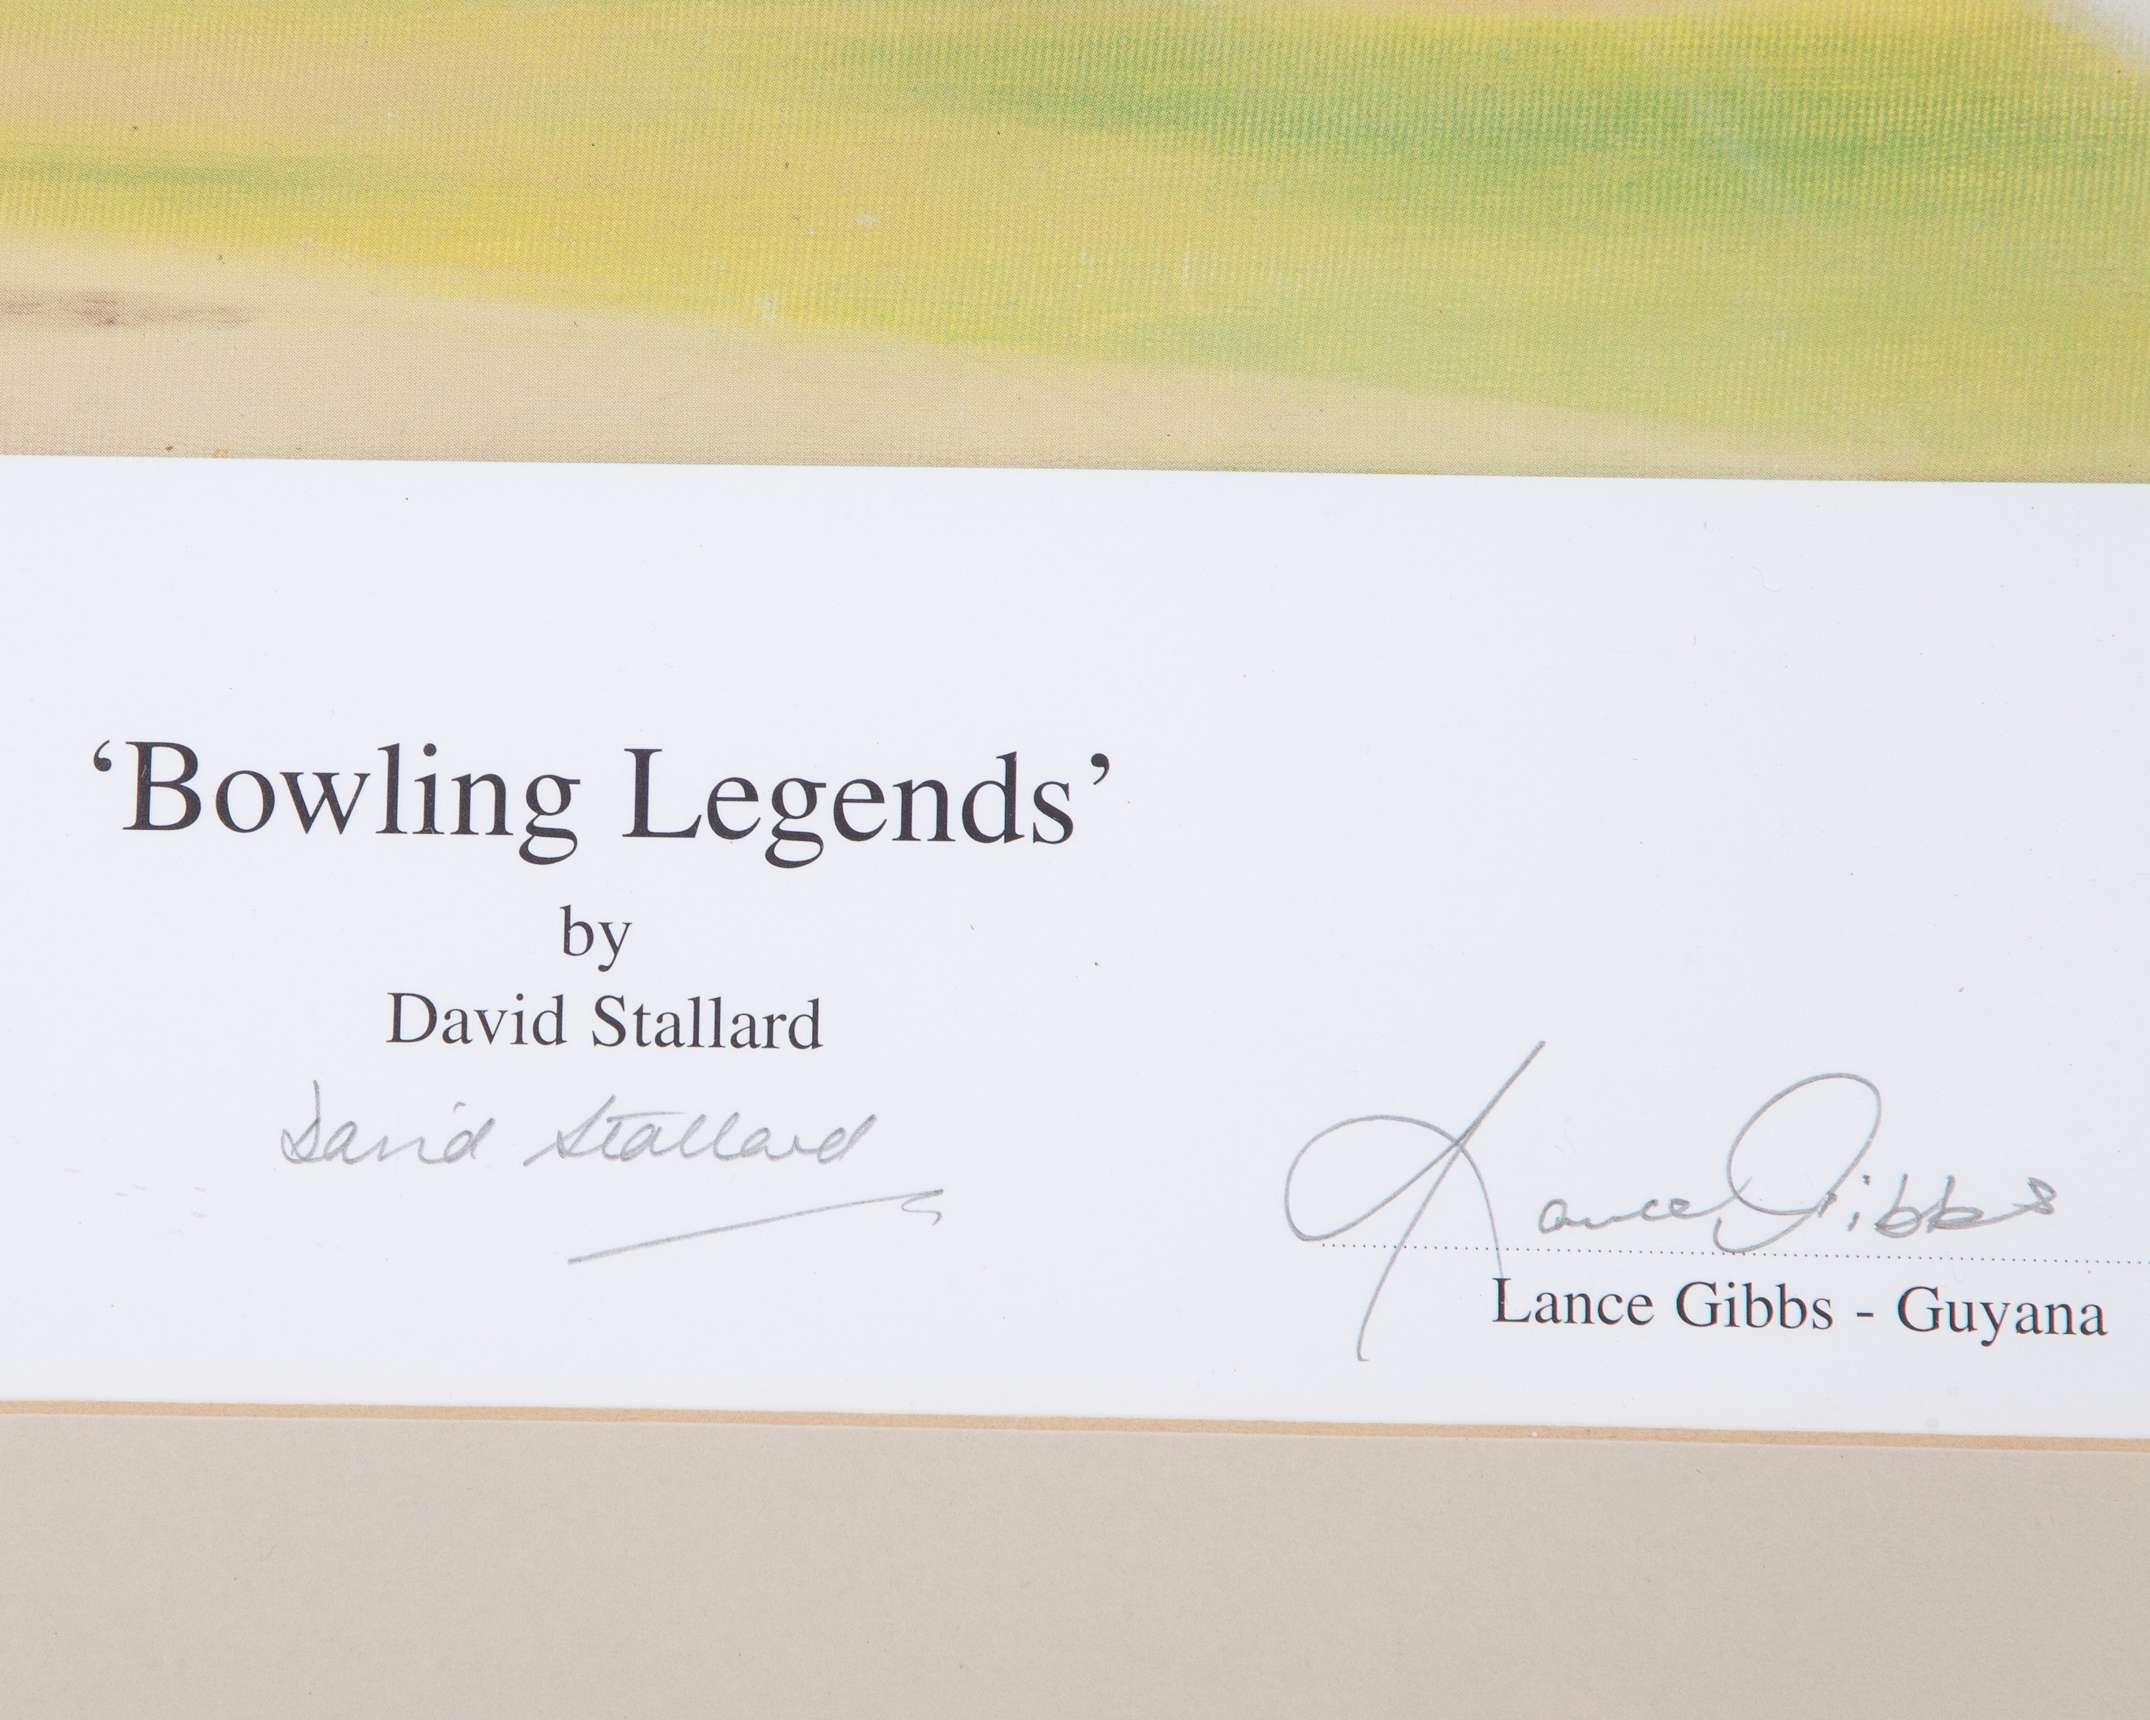 ‘Bowling Legends’
by
David Stallard
David Stallard
Lance Gibbs
Lance Gibbs - Guyana